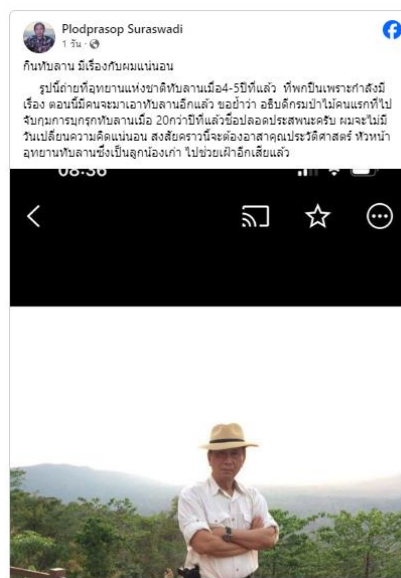 Plodprasop Suraswadi
1 วัน ·
กินทับลาน มีเรื่องกับผมแน่นอน
รูปนี้ถ่ายที่อุทยานแห่งชาติทับลานเมื่อ4-5ปีที่แล้ว ที่พกปืนเพราะกำลังมี
เรื่อง ตอนนี้มีคนจะมาเอาทับลานอีกแล้ว ขอย้ำว่า อธิบดีกรมป่าไม้คนแรกที่ไป
จับกุมการบุกรุกทับลานเมื่อ 20กว่าปีที่แล้วชื่อปลอดประสพนะครับ ผมจะไม่มี
วันเปลี่ยนความคิดแน่นอน สงสัยคราวนี้จะต้องอาสาคุณประวัติศาสตร์ หัวหน้า
อุทยานทับลานซึ่งเป็นลูกน้องเก่า ไปช่วยเฝ้าอีกเสียแล้ว
08:36